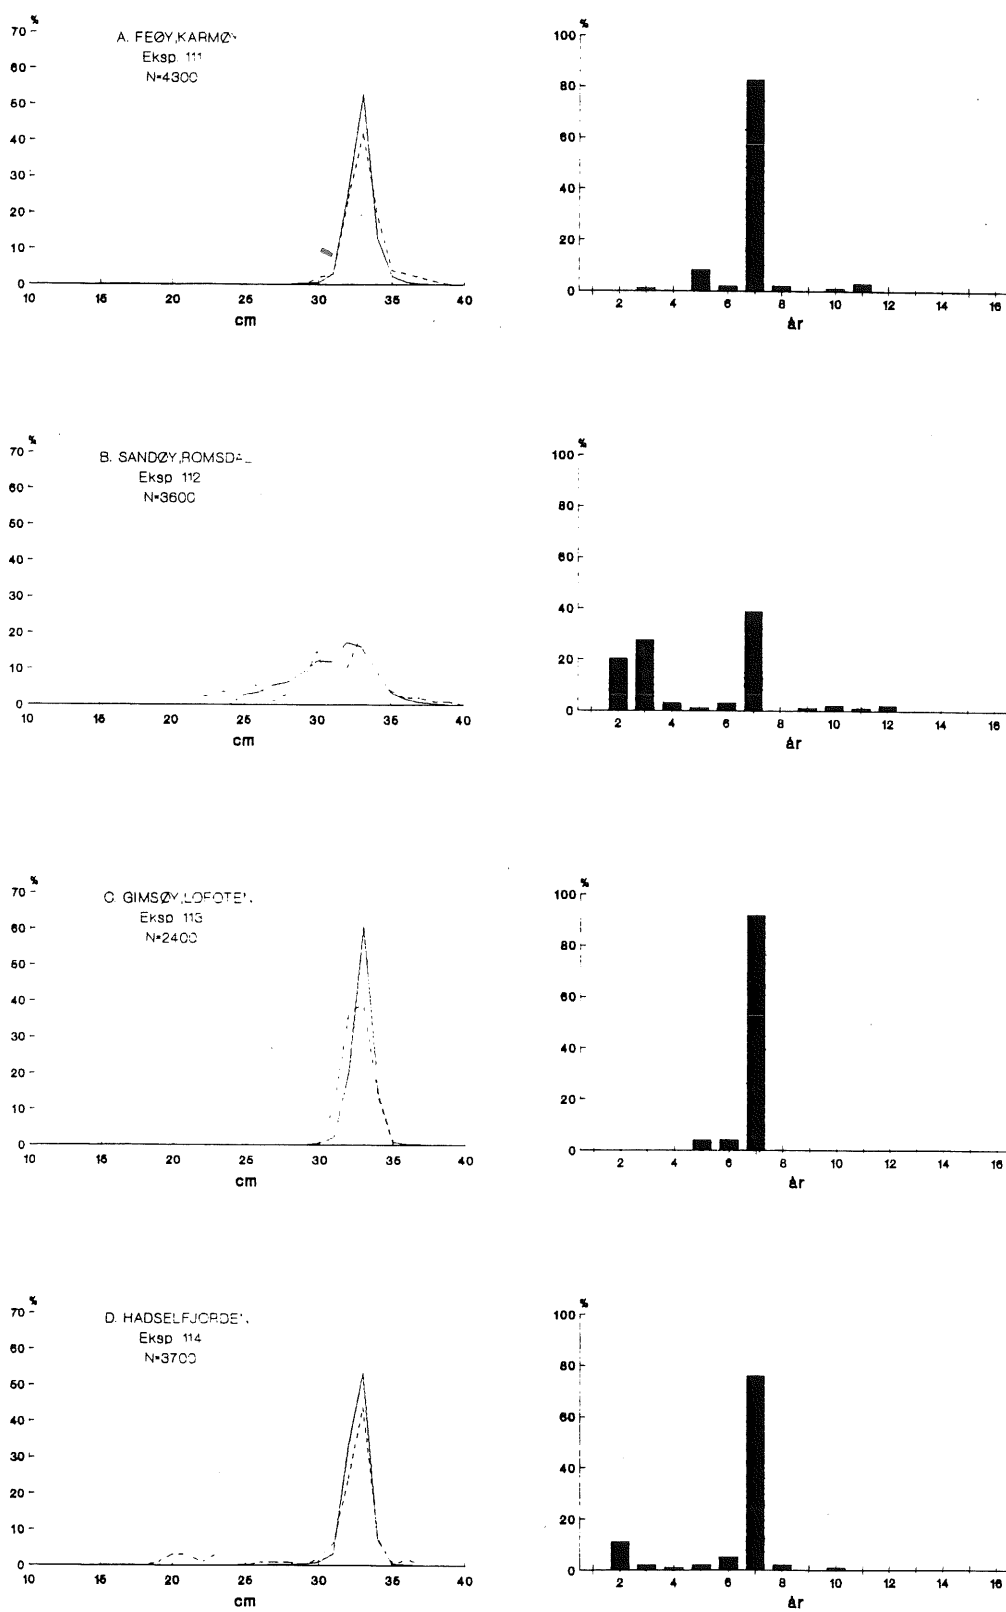 %
70
60
50
40
30
20
10
0
10 15 20 25 30 35 40
cm
A. FEØY,KARMØY
Eksp. 111
N=4300
%
100
80
60
40
20
0
2 4 6 8 10 12 14 16
år
%
70
60
50
40
30
20
10
0
10 15 20 25 30 35 40
cm
B. SANDØY,ROMSDAL
Eksp. 112
N=3600
%
100
80
60
40
20
0
2 4 6 8 10 12 14 16
år
%
70
60
50
40
30
20
10
0
10 15 20 25 30 35 40
cm
C. GIMSØY,LOFOTEN
Eksp. 113
N=2400
%
100
80
60
40
20
0
2 4 6 8 10 12 14 16
år
%
70
60
50
40
30
20
10
0
10 15 20 25 30 35 40
cm
D. HADSELFJORDEN
Eksp. 114
N=3700
%
100
80
60
40
20
0
2 4 6 8 10 12 14 16
år